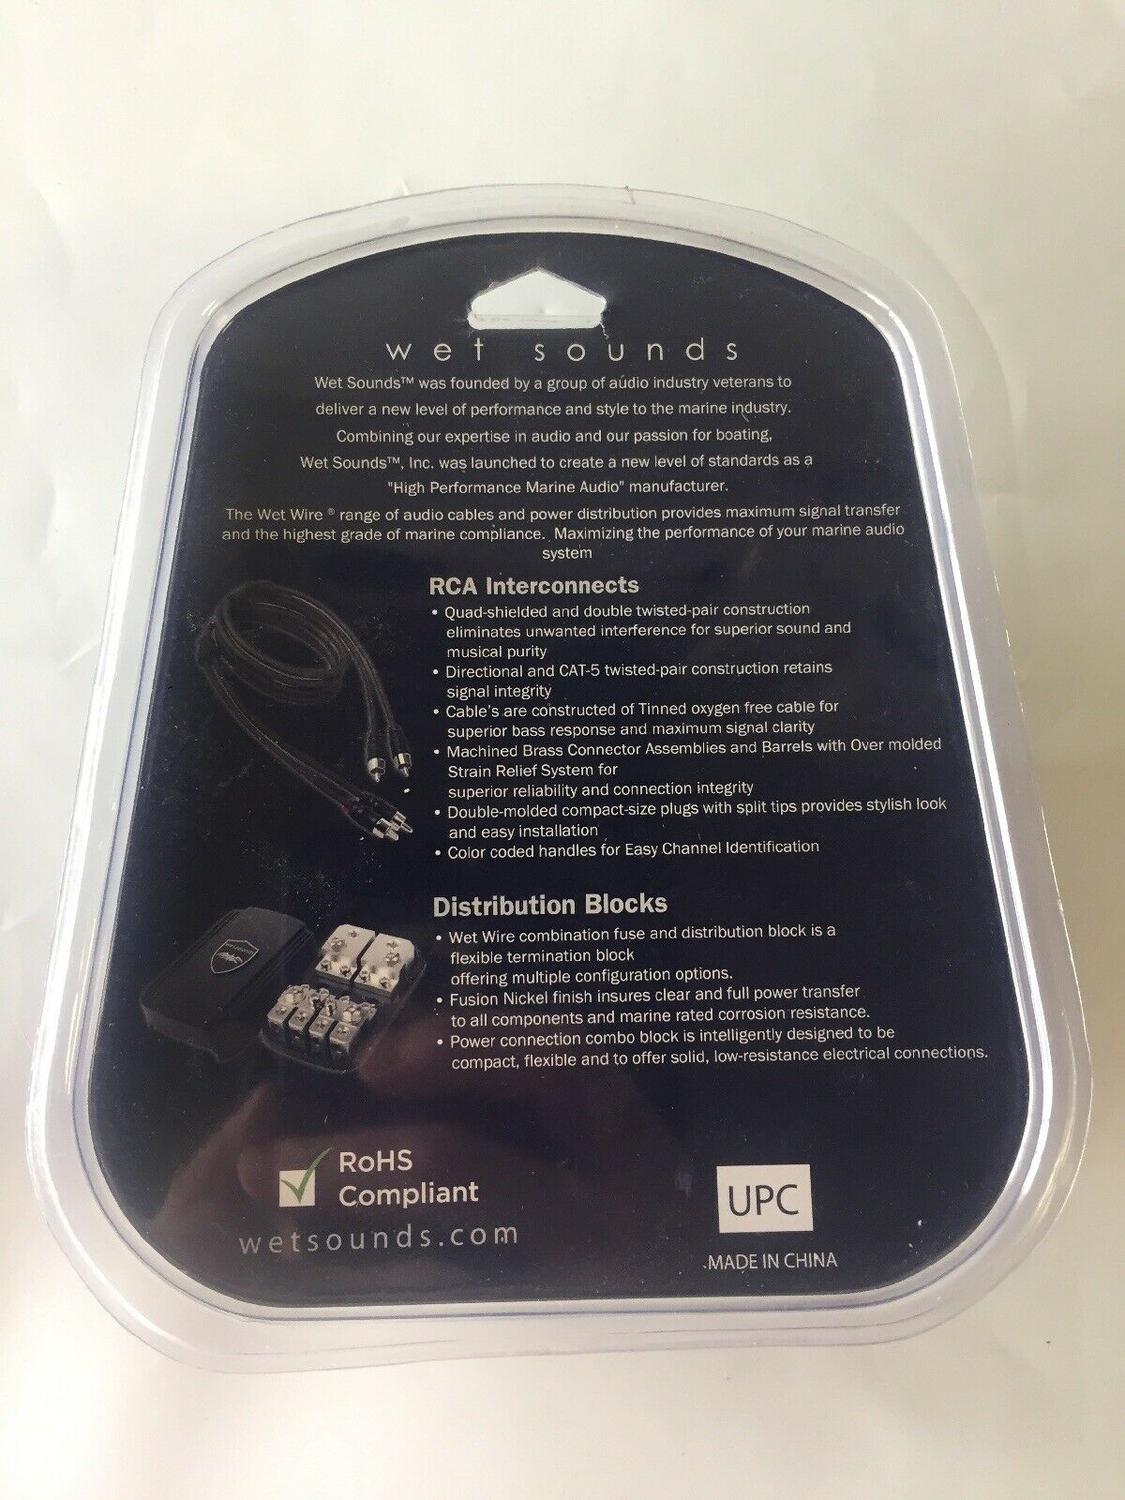 wet sounds
Wet Sounds™ was founded by a group of audio industry veterans to
deliver a new level of performance and style to the marine industry.
Combining our expertise in audio and our passion for boating,
Wet Sounds™, Inc. was launched to create a new level of standards as a
"High Performance Marine Audio" manufacturer.
The Wet Wire ® range of audio cables and power distribution provides maximum signal transfer
and the highest grade of marine compliance. Maximizing the performance of your marine audio
system
RCA Interconnects
• Quad-shielded and double twisted-pair construction
eliminates unwanted interference for superior sound and
musical purity
• Directional and CAT-5 twisted-pair construction retains
signal integrity
• Cable's are constructed of Tinned oxygen free cable for
superior bass response and maximum signal clarity
• Machined Brass Connector Assemblies and Barrels with Over molded
Strain Relief System for
superior reliability and connection integrity
• Double-molded compact-size plugs with split tips provides stylish look
and easy installation
• Color coded handles for Easy Channel Identification
Distribution Blocks
• Wet Wire combination fuse and distribution block is a
flexible termination block
offering multiple configuration options.
• Fusion Nickel finish insures clear and full power transfer
to all components and marine rated corrosion resistance.
• Power connection combo block is intelligently designed to be
compact, flexible and to offer solid, low-resistance electrical connections.
RoHS
Compliant
wetsounds.com
UPC
MADE IN CHINA